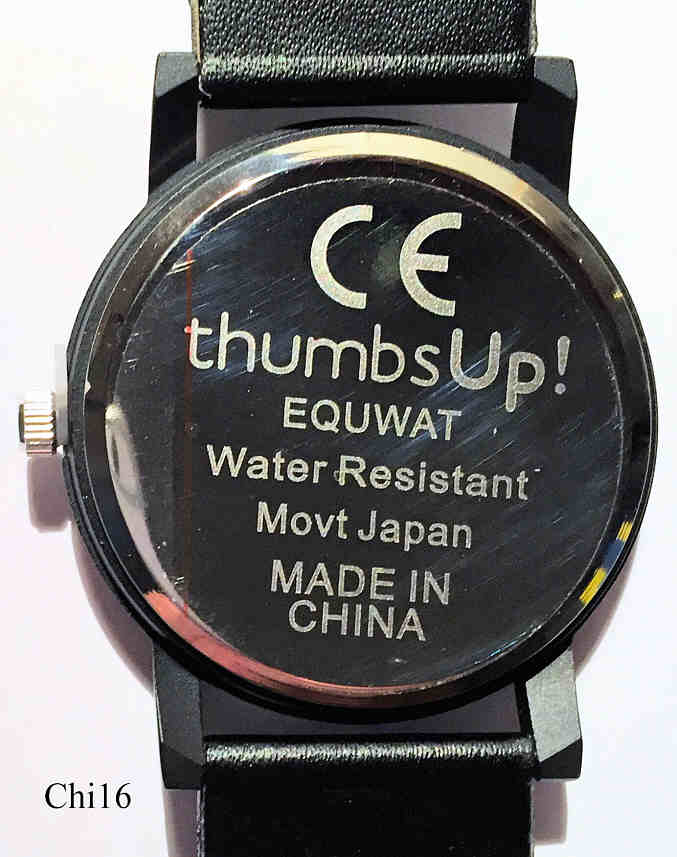 CE
thumbsUp!
EQUWAT
Water Resistant
Movt Japan
MADE IN
CHINA
Chi16